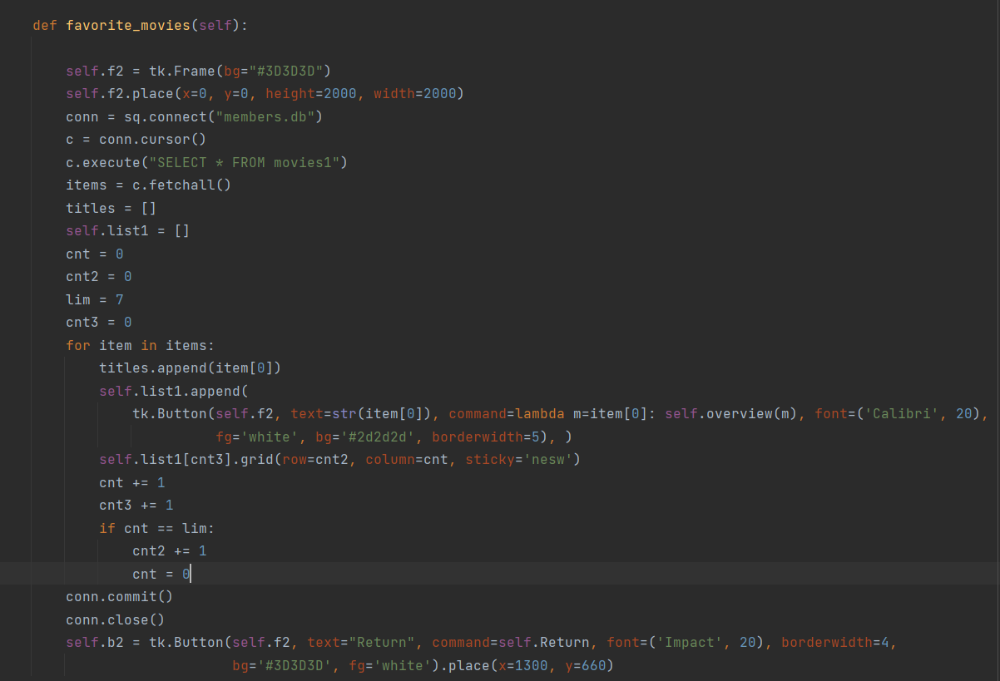 def favorite_movies(self):
self.f2 = tk.Frame(bg="#3D3D3D")
self.f2.place(x=0, y=0, height=2000, width=2000)
conn = sq.connect("members.db")
c = conn.cursor()
c.execute("SELECT * FROM movies1")
items = c.fetchall()
titles = []
self.list1 = []
cnt = 0
cnt2 = 0
lim = 7
cnt3 = 0
for item in items:
titles.append(item[0])
self.list1.append(
tk.Button(self.f2, text=str(item[0]), command=lambda m=item[0]: self.overview(m), font=('Calibri', 20),
fg='white', bg='#2d2d2d', borderwidth=5), )
self.list1[cnt3].grid(row=cnt2, column=cnt, sticky='nesw')
cnt += 1
cnt3 += 1
if cnt == lim:
cnt2 += 1
cnt = 0
conn.commit()
conn.close()
self.b2 = tk.Button(self.f2, text="Return", command=self.Return, font=('Impact', 20), borderwidth=4,
bg='#3D3D3D', fg='white').place(x=1300, y=660)